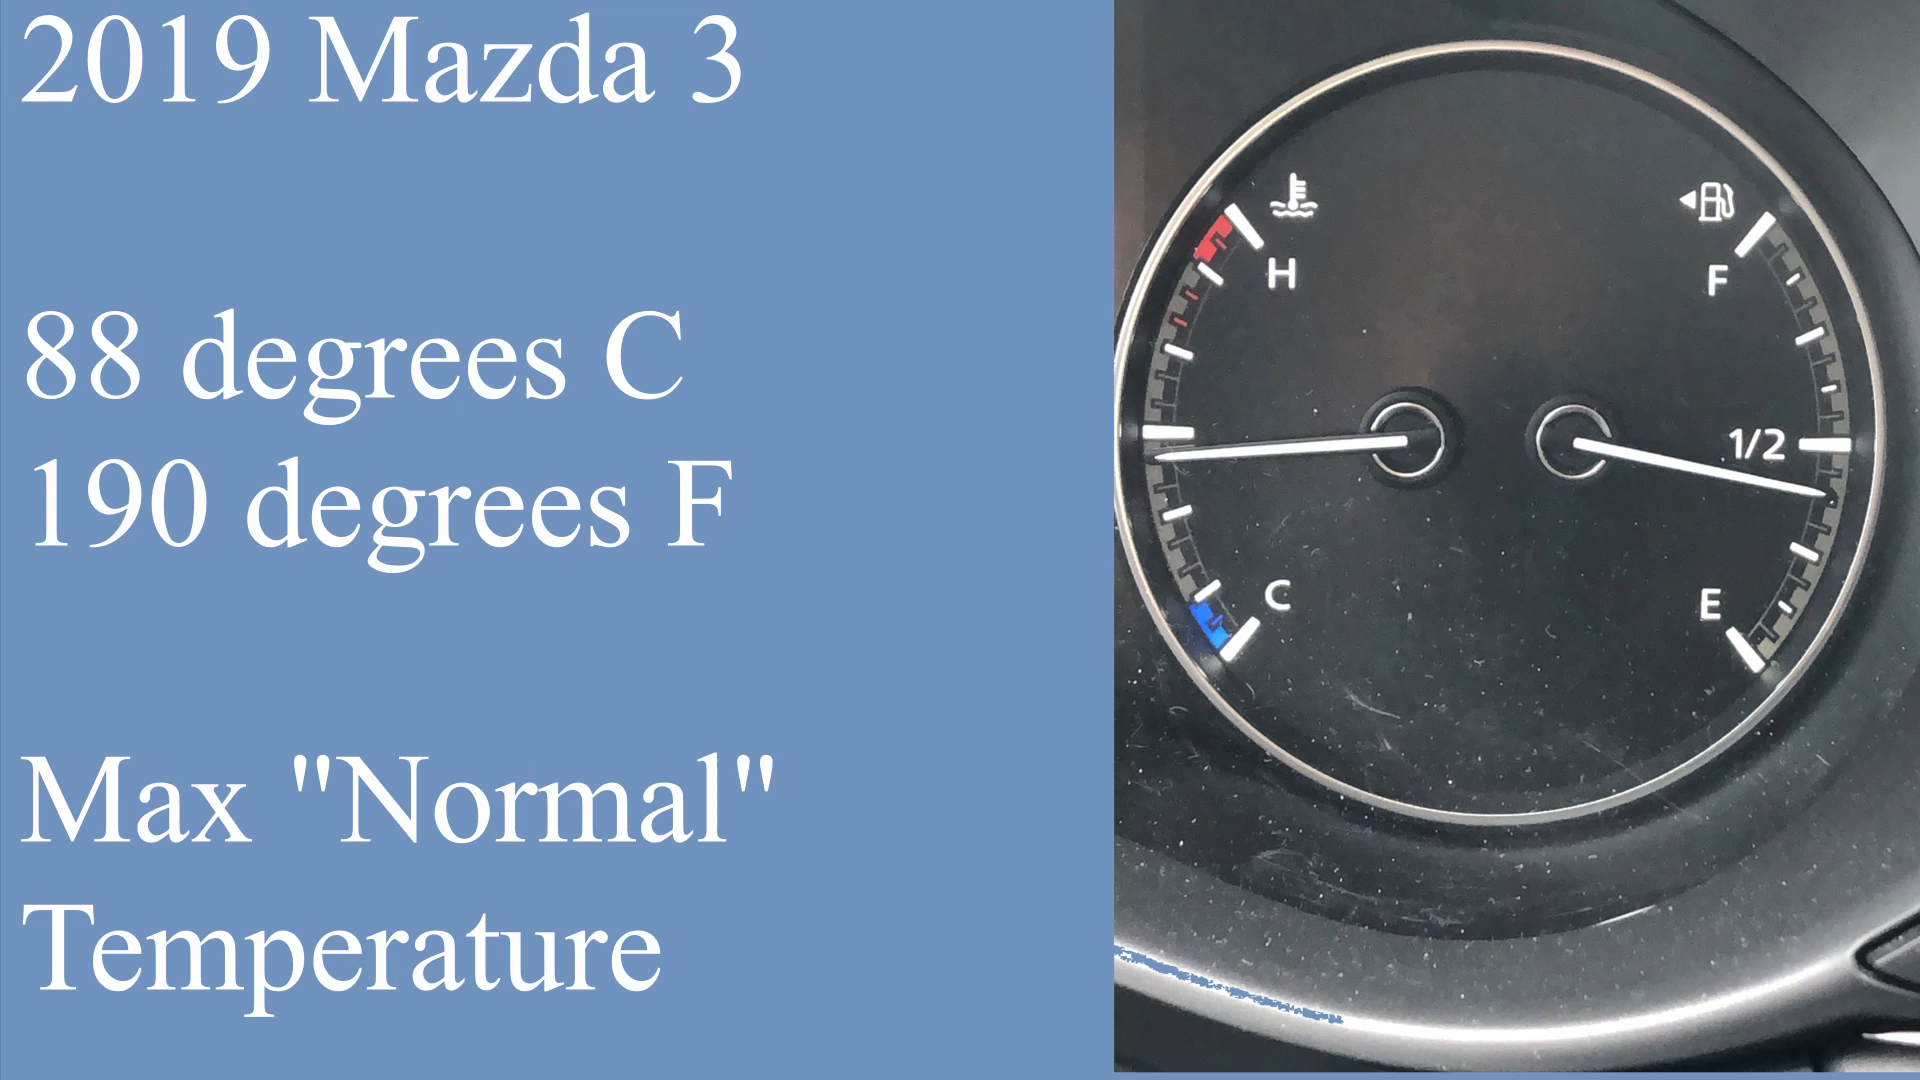 2019 Mazda 3
88 degrees C
190 degrees F
Max "Normal"
Temperature
H
F
1/2
C
E